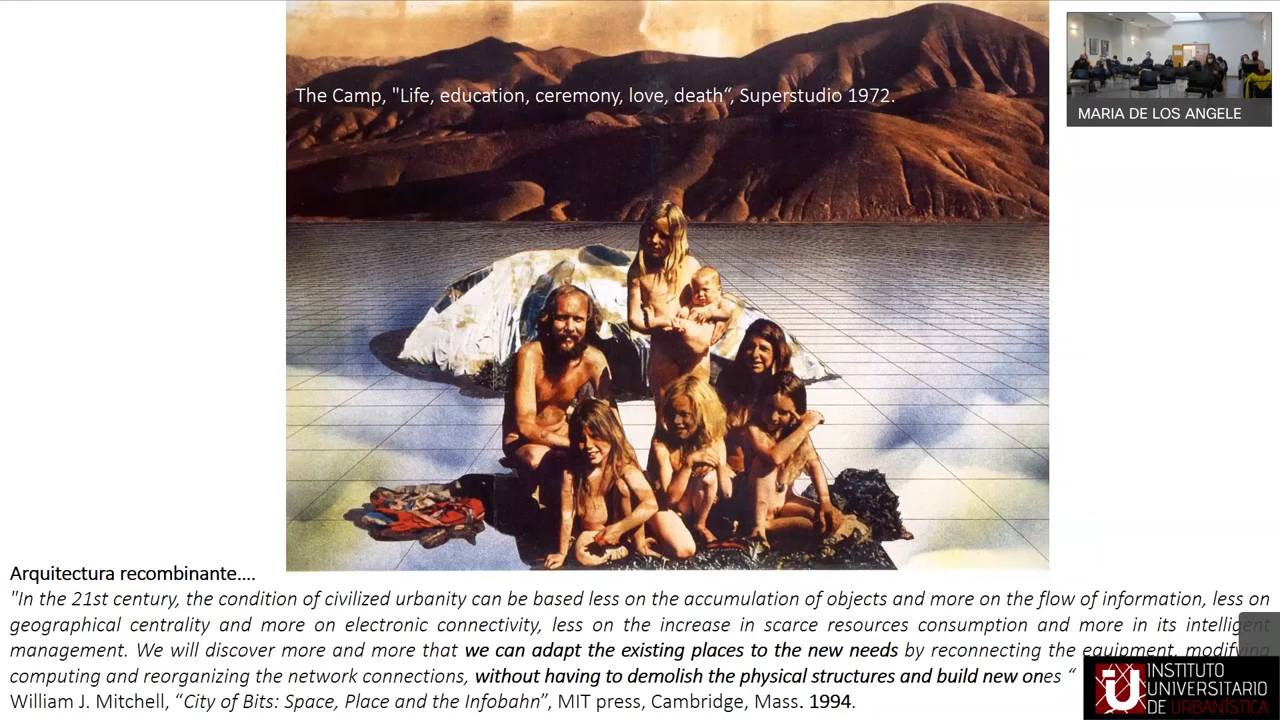 The Camp, "Life, education, ceremony, love, death“, Superstudio 1972.
MARIA DE LOS ANGELE
Arquitectura recombinante....
"In the 21st century, the condition of civilized urbanity can be based less on the accumulation of objects and more on the flow of information, less on
geographical centrality and more on electronic connectivity, less on the increase in scarce resources consumption and more in its intelligent
management. We will discover more and more that we can adapt the existing places to the new needs by reconnecting the equipment, modifying
computing and reorganizing the network connections, without having to demolish the physical structures and build new ones “
William J. Mitchell, “City of Bits: Space, Place and the Infobahn”, MIT press, Cambridge, Mass. 1994.
INSTITUTO
UNIVERSITARIO
DE URBANÍSTICA